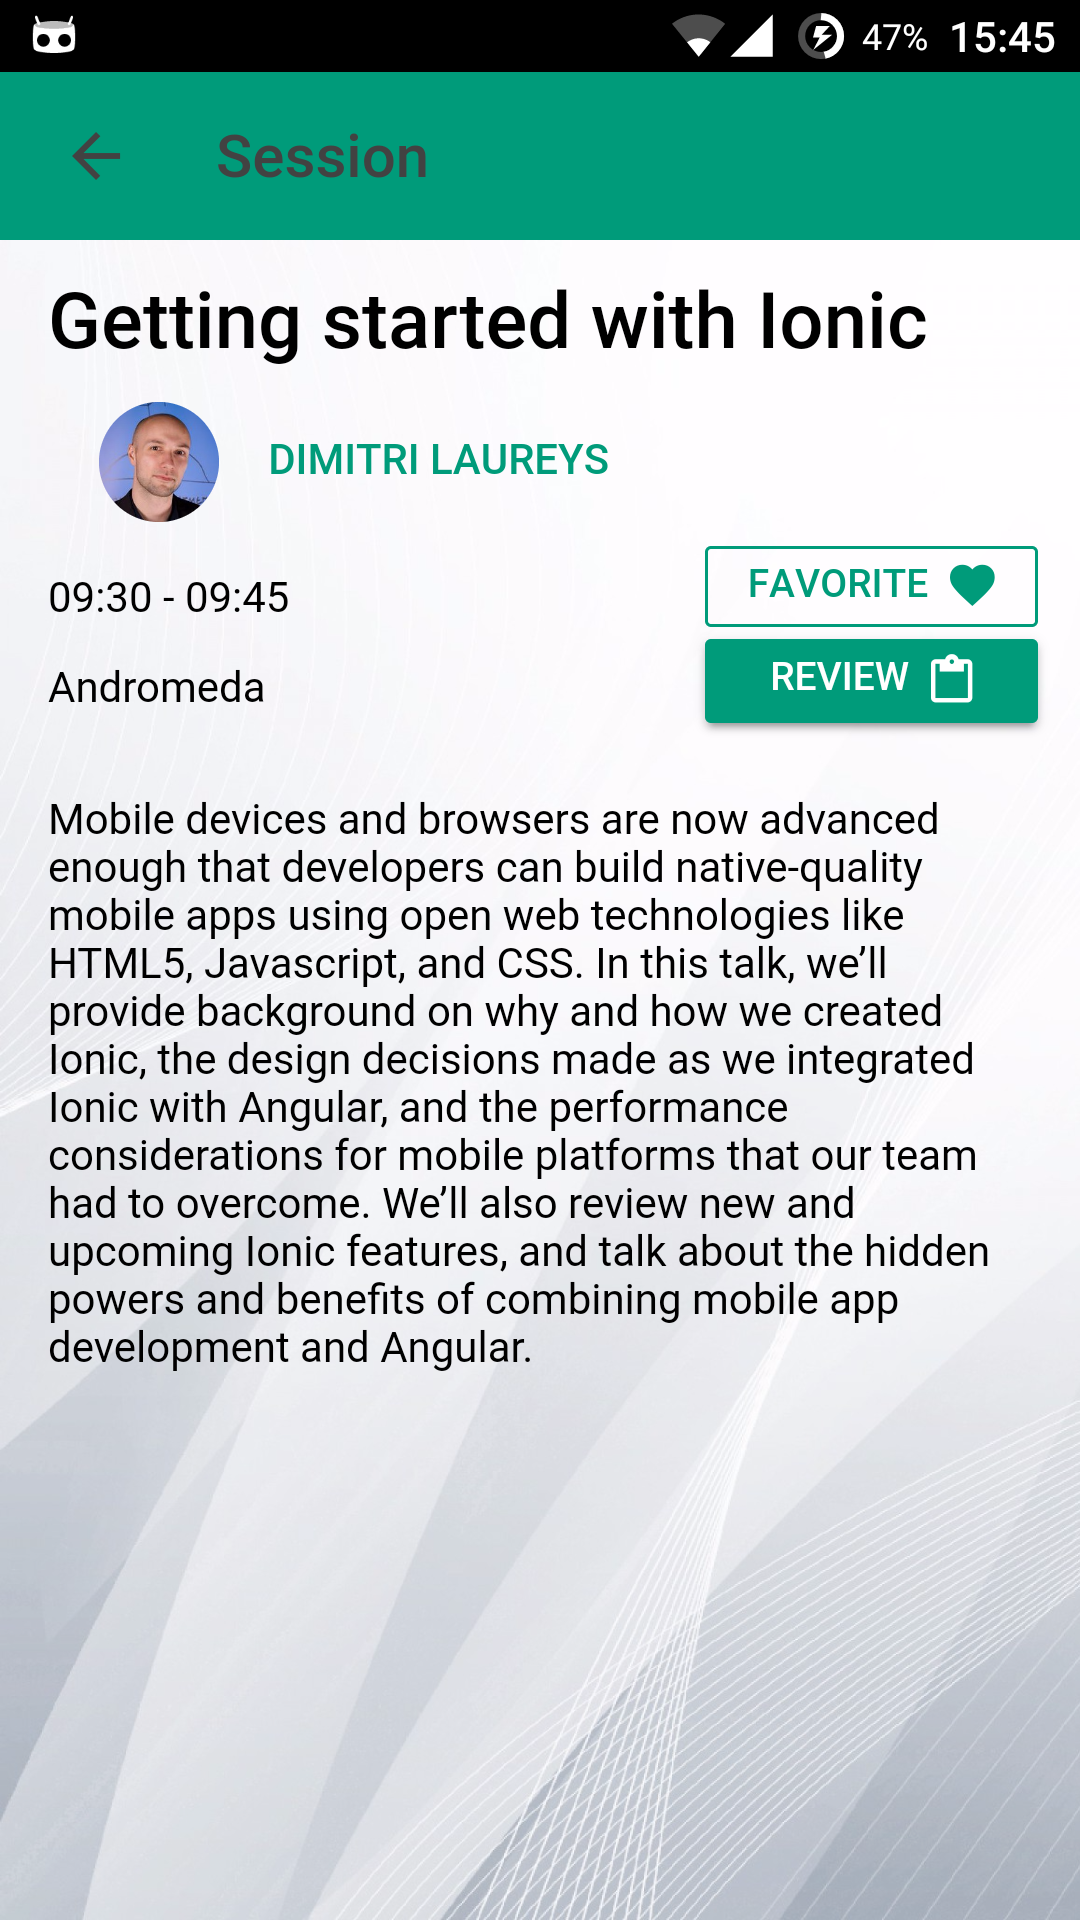 47% 15:45
Session
Getting started with Ionic
DIMITRI LAUREYS
FAVORITE
09:30 - 09:45
REVIEW
Andromeda
Mobile devices and browsers are now advanced
enough that developers can build native-quality
mobile apps using open web technologies like
HTML5, Javascript, and CSS. In this talk, we’ll
provide background on why and how we created
Ionic, the design decisions made as we integrated
Ionic with Angular, and the performance
considerations for mobile platforms that our team
had to overcome. We’ll also review new and
upcoming Ionic features, and talk about the hidden
powers and benefits of combining mobile app
development and Angular.